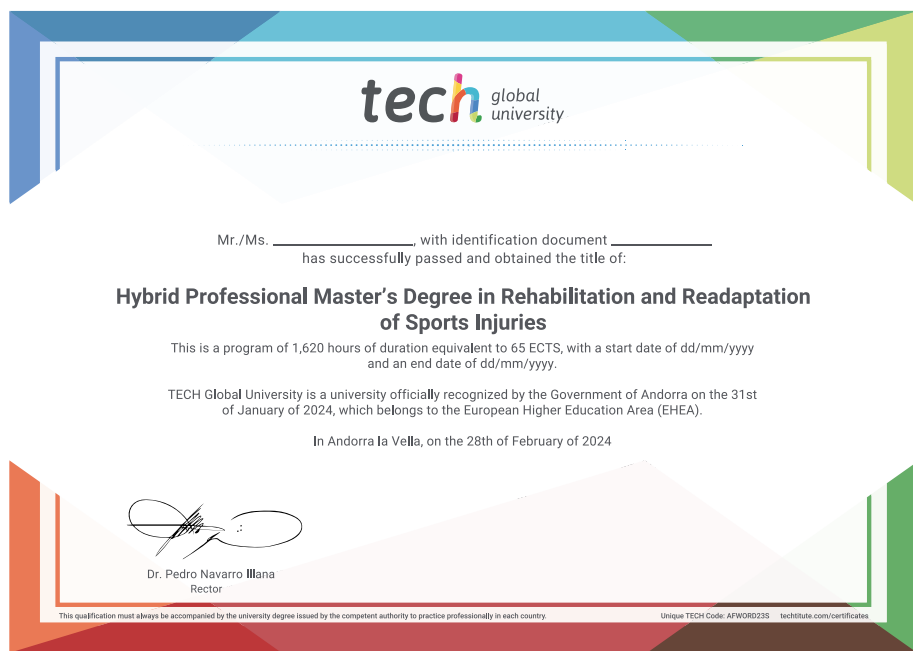 tech global university
Mr./Ms. ____________________, with identification document ______________
has successfully passed and obtained the title of:
Hybrid Professional Master's Degree in Rehabilitation and Readaptation
of Sports Injuries
This is a program of 1,620 hours of duration equivalent to 65 ECTS, with a start date of dd/mm/yyyy
and an end date of dd/mm/yyyy.
TECH Global University is a university officially recognized by the Government of Andorra on the 31st
of January of 2024, which belongs to the European Higher Education Area (EHEA).
In Andorra la Vella, on the 28th of February of 2024
Dr. Pedro Navarro Illana
Rector
This qualification must always be accompanied by the university degree issued by the competent authority to practice professionally in each country.
Unique TECH Code: AFWORD23S techtitute.com/certificates